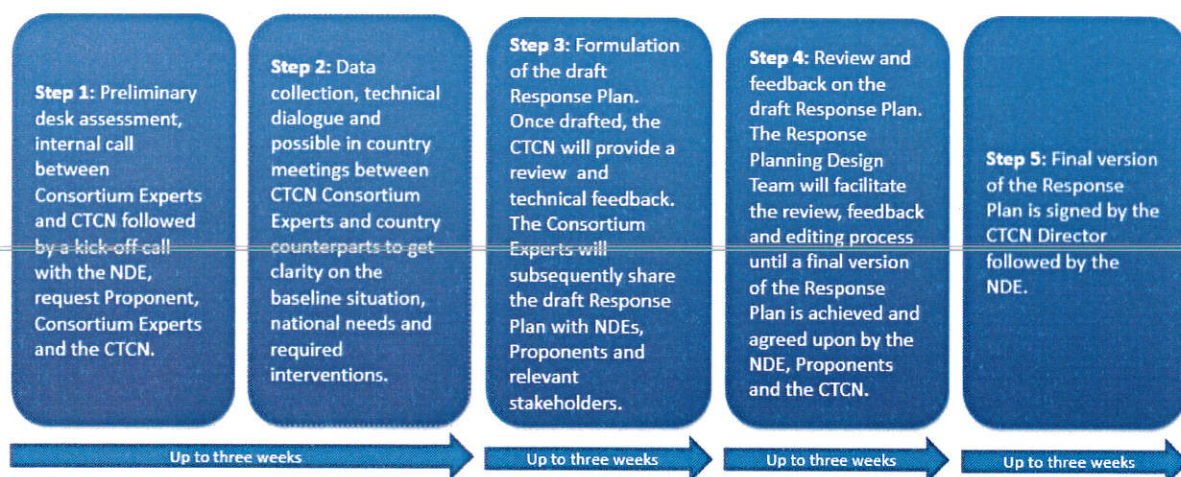 Step 1: Preliminary
desk assessment,
internal call
between
Consortium Experts
and CTCN followed
by a kick-off call
with the NDE,
request Proponent,
Consortium Experts
and the CTCN.
Step 2: Data
collection, technical
dialogue and
possible in country
meetings between
CTCN Consortium
Experts and country
counterparts to get
clarity on the
baseline situation,
national needs and
required
interventions.
Step 3: Formulation
of the draft
Response Plan.
Once drafted, the
CTCN will provide a
review and
technical feedback.
The Consortium
Experts will
subsequently share
the draft Response
Plan with NDEs,
Proponents and
relevant
stakeholders.
Step 4: Review and
feedback on the
draft Response Plan.
The Response
Planning Design
Team will facilitate
the review, feedback
and editing process
until a final version
of the Response
Plan is achieved and
agreed upon by the
NDE, Proponents
and the CTCN.
Step 5: Final version
of the Response
Plan is signed by the
CTCN Director
followed by the
NDE.
Up to three weeks
Up to three weeks
Up to three weeks
Up to three weeks